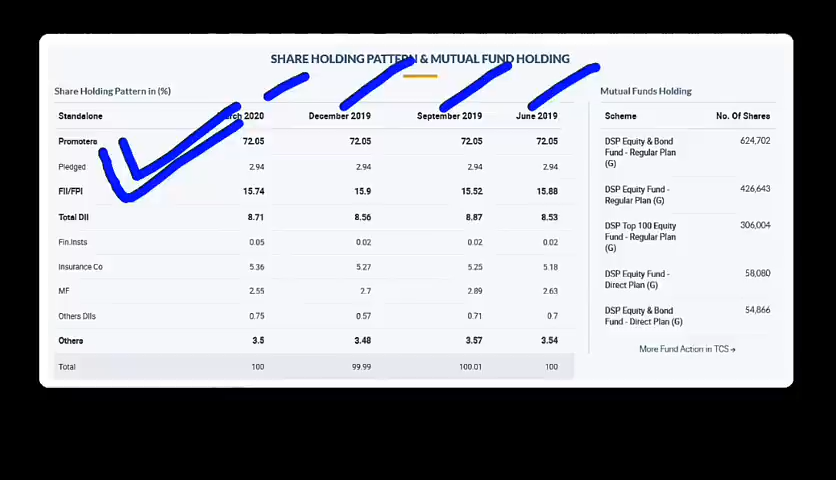 SHARE HOLDING PATTERN & MUTUAL FUND HOLDING
Share Holding Pattern in (%)
Standalone 2020 December 2019 September 2019 June 2019
Promoters 72.05 72.05 72.05 72.05
Pledged 2.94 2.94 2.94 2.94
FII/FPI 15.74 15.9 15.52 15.88
Total DII 8.71 8.56 8.87 8.53
Fin.Insts 0.05 0.02 0.02 0.02
Insurance Co 5.36 5.27 5.25 5.18
MF 2.55 2.7 2.89 2.63
Others DIIs 0.75 0.57 0.71 0.7
Others 3.5 3.48 3.57 3.54
Total 100 99.99 100.01 100
Mutual Funds Holding
Scheme No. Of Shares
DSP Equity & Bond 624,702
Fund - Regular Plan
(G)
DSP Equity Fund - 426,643
Regular Plan (G)
DSP Top 100 Equity 306,004
Fund - Regular Plan
(G)
DSP Equity Fund - 58,080
Direct Plan (G)
DSP Equity & Bond 54,866
Fund - Direct Plan (G)
More Fund Action in TCS →